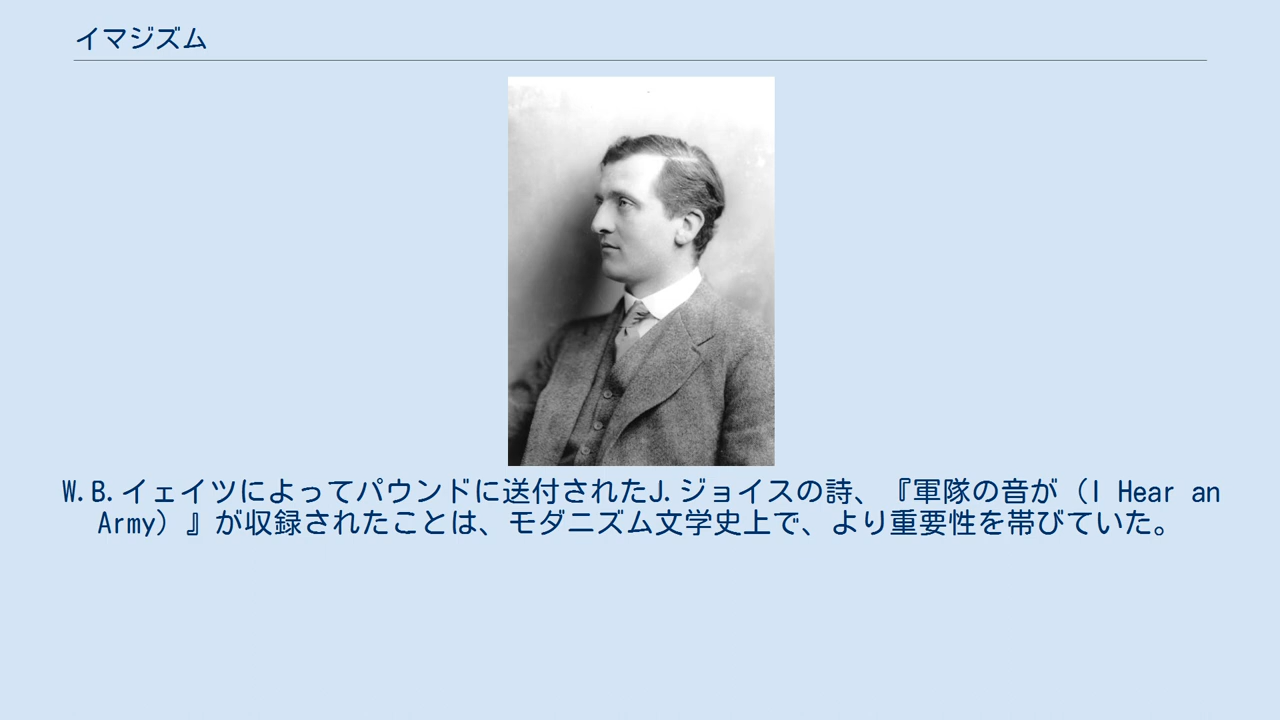 イマジズム
W.B.イェイツによってパウンドに送付されたJ.ジョイスの詩、『軍隊の音が（I Hear an
Army）』が収録されたことは、モダニズム文学史上で、より重要性を帯びていた。